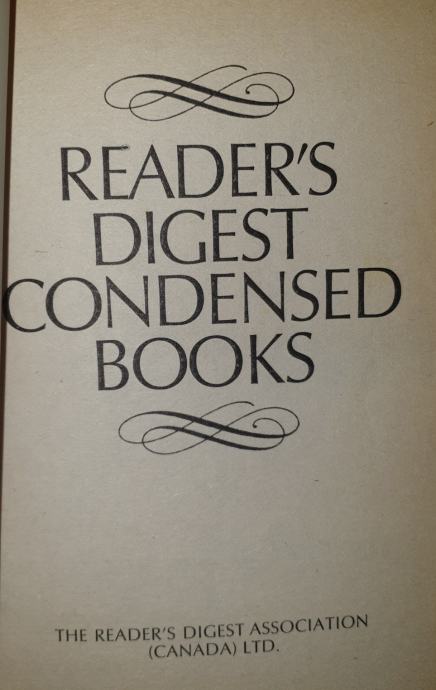 READER'S
DIGEST
CONDENSED
BOOKS
THE READER'S DIGEST ASSOCIATION
(CANADA) LTD.